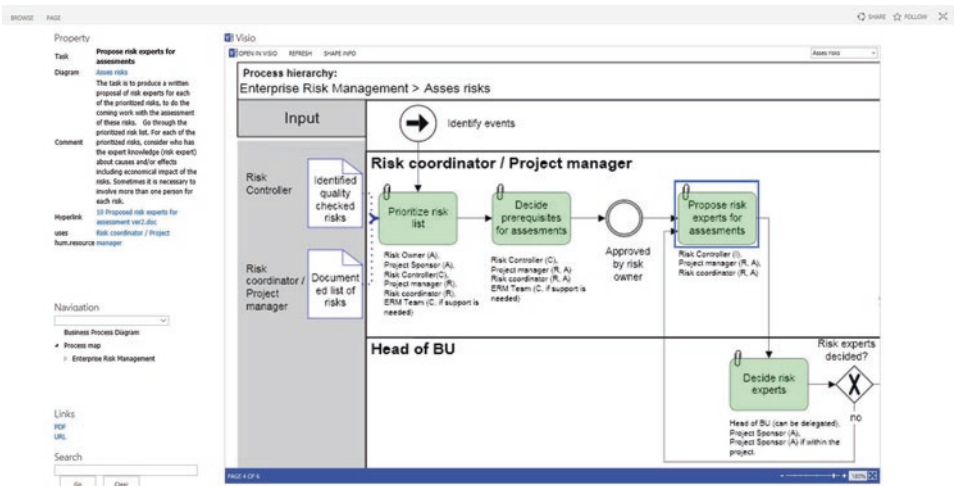 BROWSE PAGE
SHARE FOLLOW
Property
Task Propose risk experts for
assesments
Diagram Asses risks
The task is to produce a written
proposal of risk experts for each
of the prioritized risks, to do the
coming work with the assessment
of these risks. Go through the
prioritized risk list. For each of the
Comment prioritized risks, consider who has
the expert knowledge (risk expert)
about causes and/or effects
including economical impact of the
risks. Sometimes it is necessary to
involve more than one person for
each risk.
Hyperlink 10 Proposed risk experts for
assessment ver2.doc
uses Risk coordinator / Project
hum.resource manager
Navigation
Business Process Diagram
Process map
Enterprise Risk Management
Links
PDF
URL
Search
Go Clear
Visio
OPEN IN VISIO REFRESH SHAPE INFO
Asses risks
Process hierarchy:
Enterprise Risk Management > Asses risks
Input
Identify events
Risk
Controller
Identified
quality
checked
risks
Risk
coordinator /
Project
manager
Document
ed list of
risks
Risk coordinator / Project manager
Prioritize risk
list
Risk Owner (A),
Project Sponsor (A),
Risk Controller(C),
Project manager (R),
Risk coordinator (R),
ERM Team (C, if support is
needed)
Decide
prerequisites
for assesments
Risk Controller (C),
Project manager (R, A)
Risk coordinator (R, A)
ERM Team (C, if support is
needed)
Approved
by risk
owner
Propose risk
experts for
assesments
Risk Controller (I),
Project manager (R, A),
Risk coordinator (R, A)
Head of BU
Decide risk
experts
Head of BU (can be delegated),
Project Sponsor (A),
Project Sponsor (A) if within the
project.
Risk experts
decided?
X
no
PAGE 4 OF 6
100%